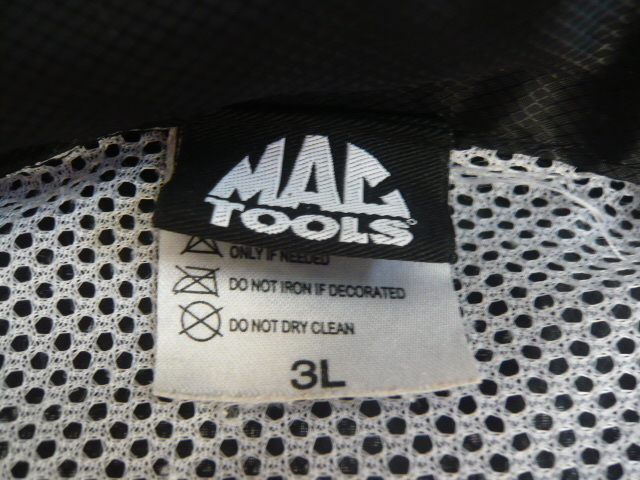 MAC
TOOLS
ONLY IF NEEDED
DO NOT IRON IF DECORATED
DO NOT DRY CLEAN
3L